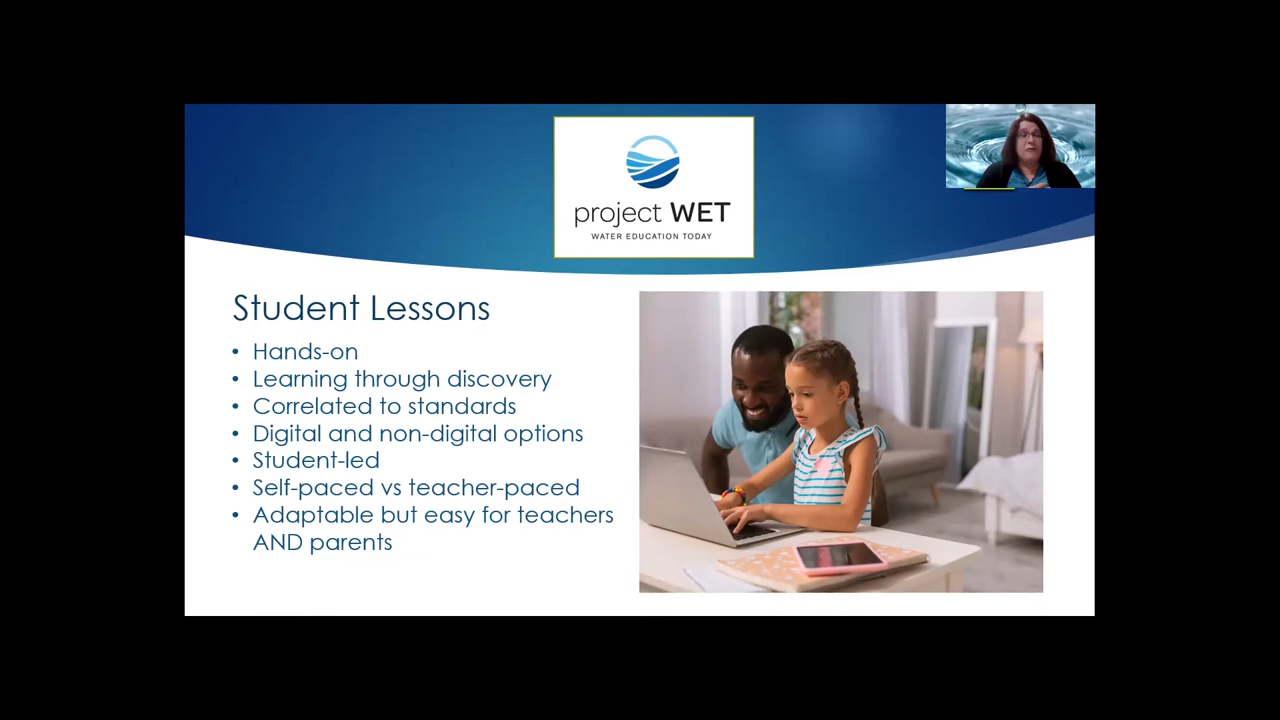 project WET
WATER EDUCATION TODAY
Student Lessons
• Hands-on
• Learning through discovery
• Correlated to standards
• Digital and non-digital options
• Student-led
• Self-paced vs teacher-paced
• Adaptable but easy for teachers
AND parents